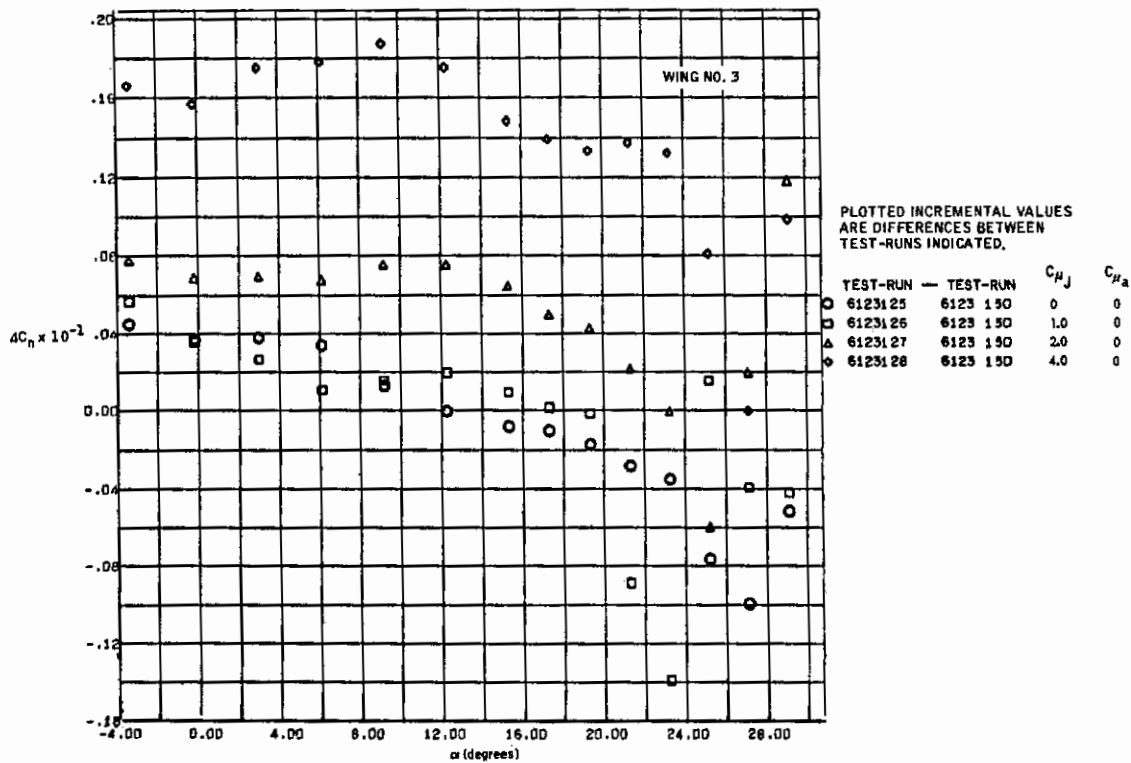 .20
.16
.12
.08
.04
0.00
-.04
-.08
-.12
-.16
ΔCn x 10⁻¹
-4.00 0.00 4.00 8.00 12.00 16.00 20.00 24.00 28.00
α (degrees)
WING NO. 3
PLOTTED INCREMENTAL VALUES
ARE DIFFERENCES BETWEEN
TEST-RUNS INDICATED.
TEST-RUN — TEST-RUN CμJ Cμa
6123125 6123 150 0 0
6123126 6123 150 1.0 0
6123127 6123 150 2.0 0
6123128 6123 150 4.0 0